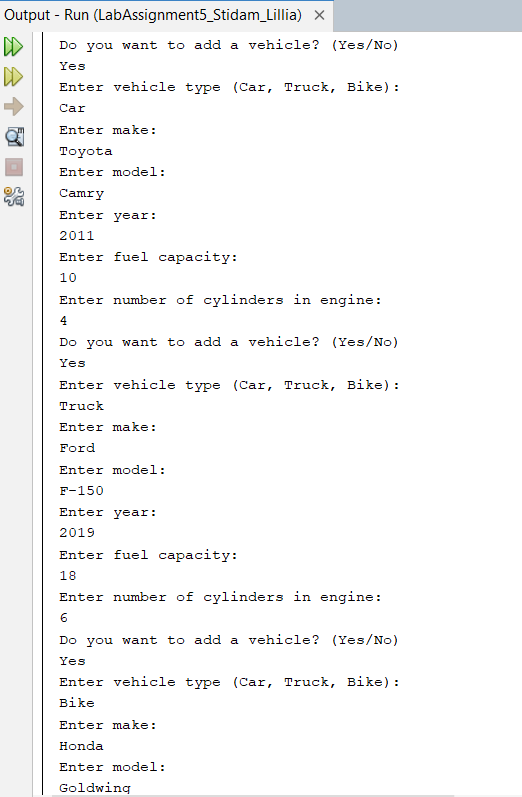 Output - Run (LabAssignment5_Stidam_Lillia)
Do you want to add a vehicle? (Yes/No)
Yes
Enter vehicle type (Car, Truck, Bike):
Car
Enter make:
Toyota
Enter model:
Camry
Enter year:
2011
Enter fuel capacity:
10
Enter number of cylinders in engine:
4
Do you want to add a vehicle? (Yes/No)
Yes
Enter vehicle type (Car, Truck, Bike):
Truck
Enter make:
Ford
Enter model:
F-150
Enter year:
2019
Enter fuel capacity:
18
Enter number of cylinders in engine:
6
Do you want to add a vehicle? (Yes/No)
Yes
Enter vehicle type (Car, Truck, Bike):
Bike
Enter make:
Honda
Enter model:
Goldwing